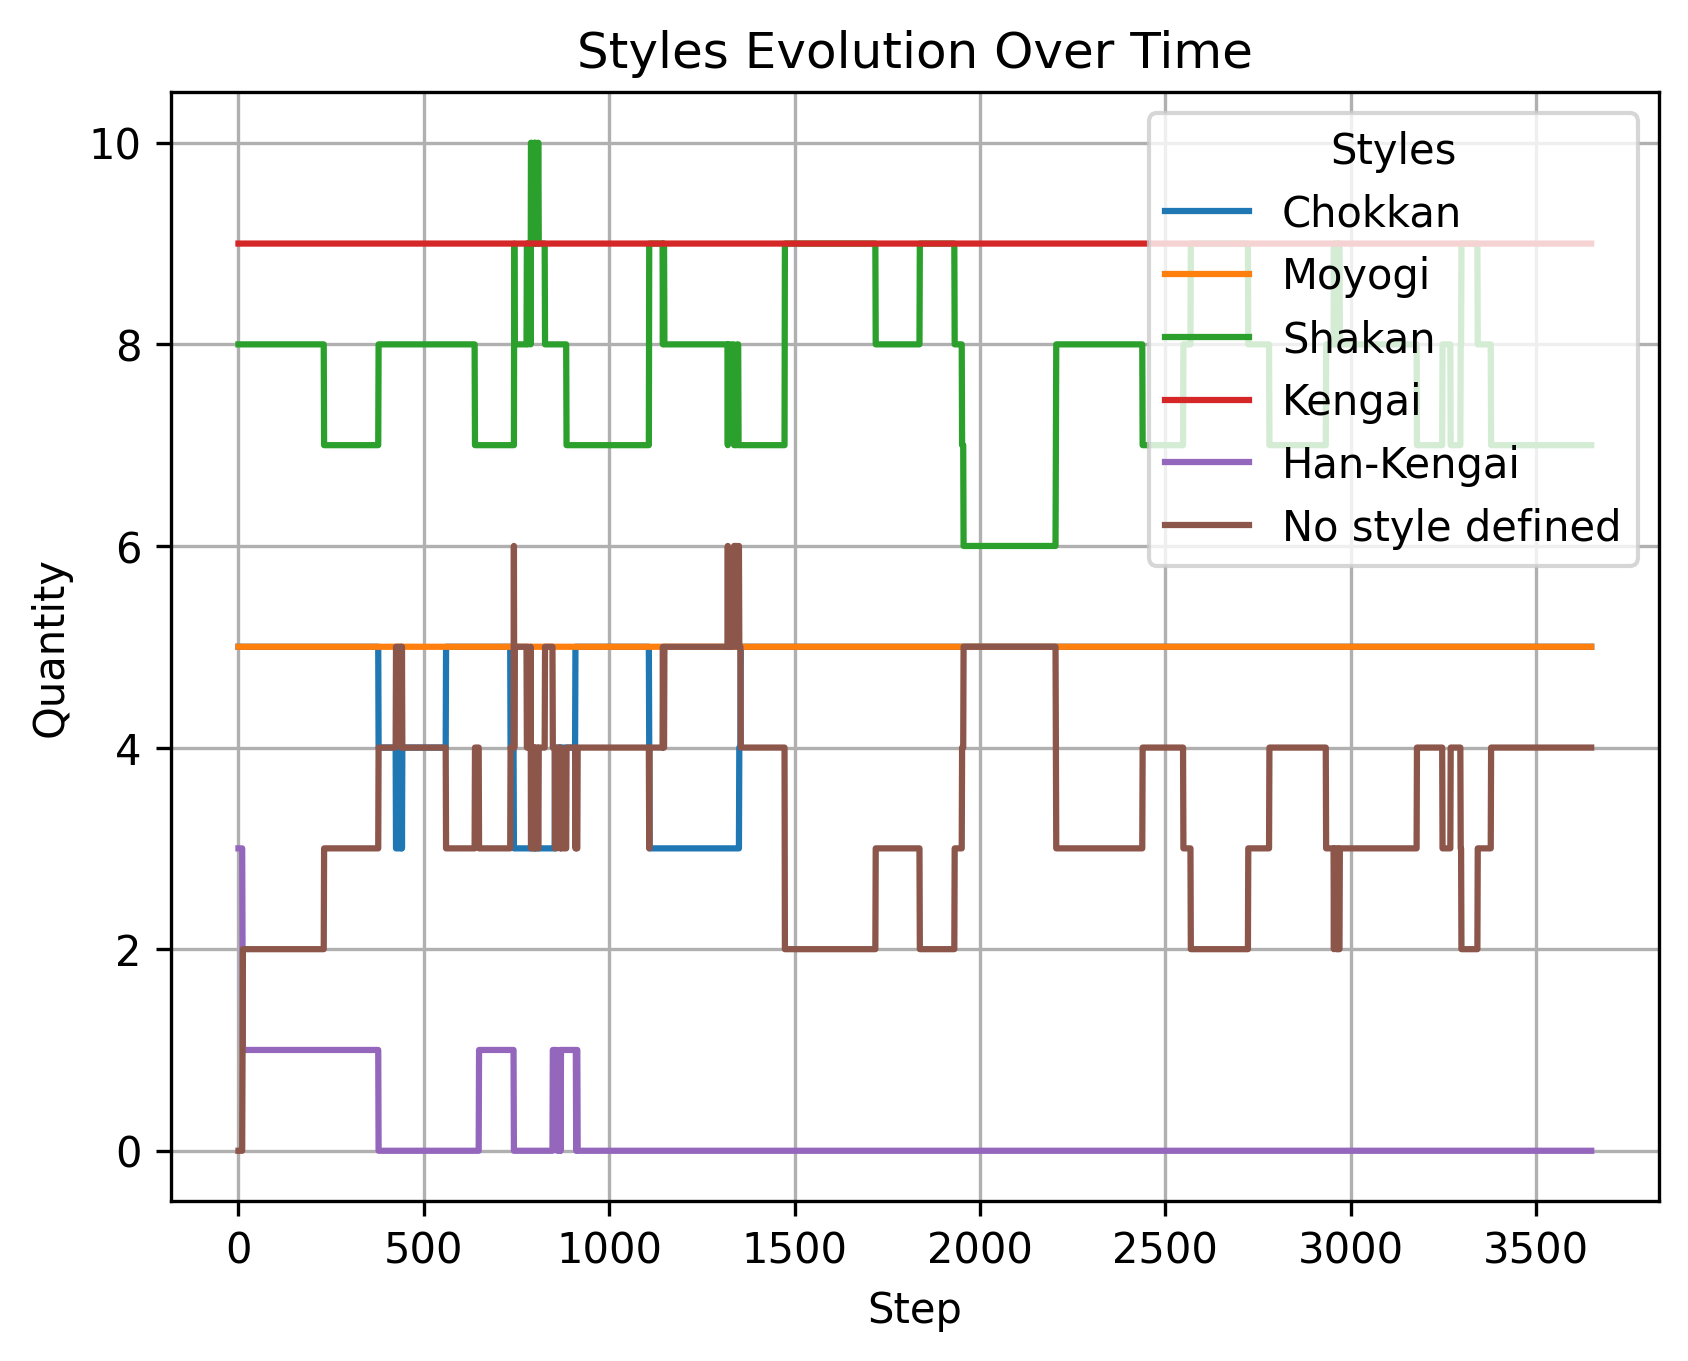 Styles Evolution Over Time
10
8
6
4
2
0
Quantity
Styles
Chokkan
Moyogi
Shakan
Kengai
Han-Kengai
No style defined
0 500 1000 1500 2000 2500 3000 3500
Step